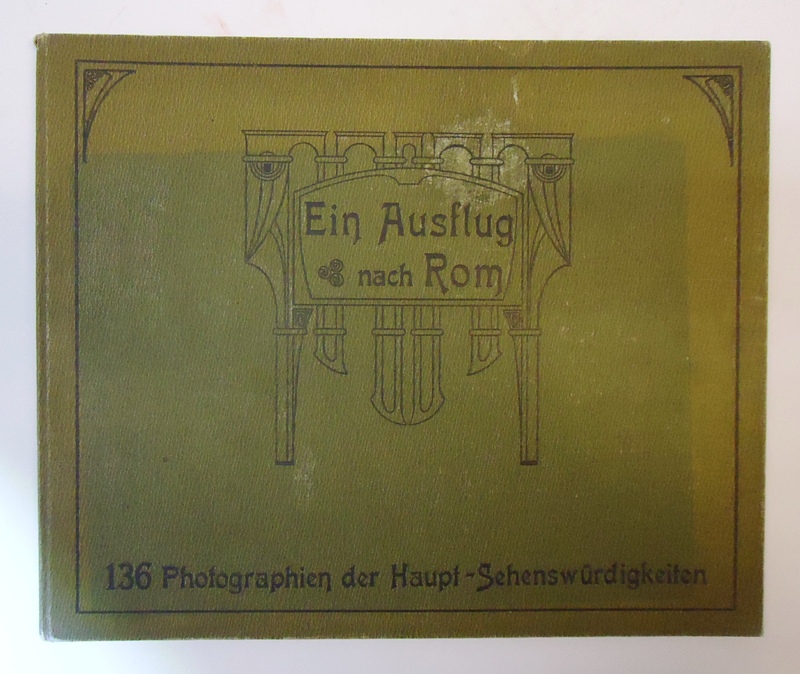 Ein Ausflug
nach Rom
136 Photographien der Haupt-Sehenswürdigkeiten